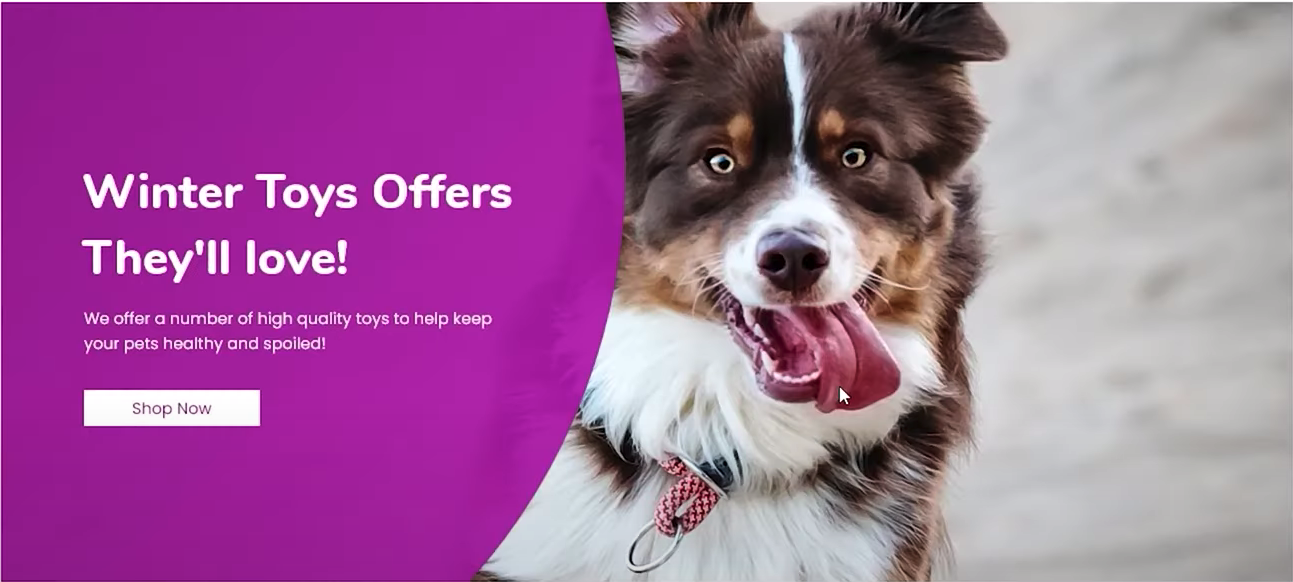 Winter Toys Offers
They'll love!
We offer a number of high quality toys to help keep
your pets healthy and spoiled!
Shop Now